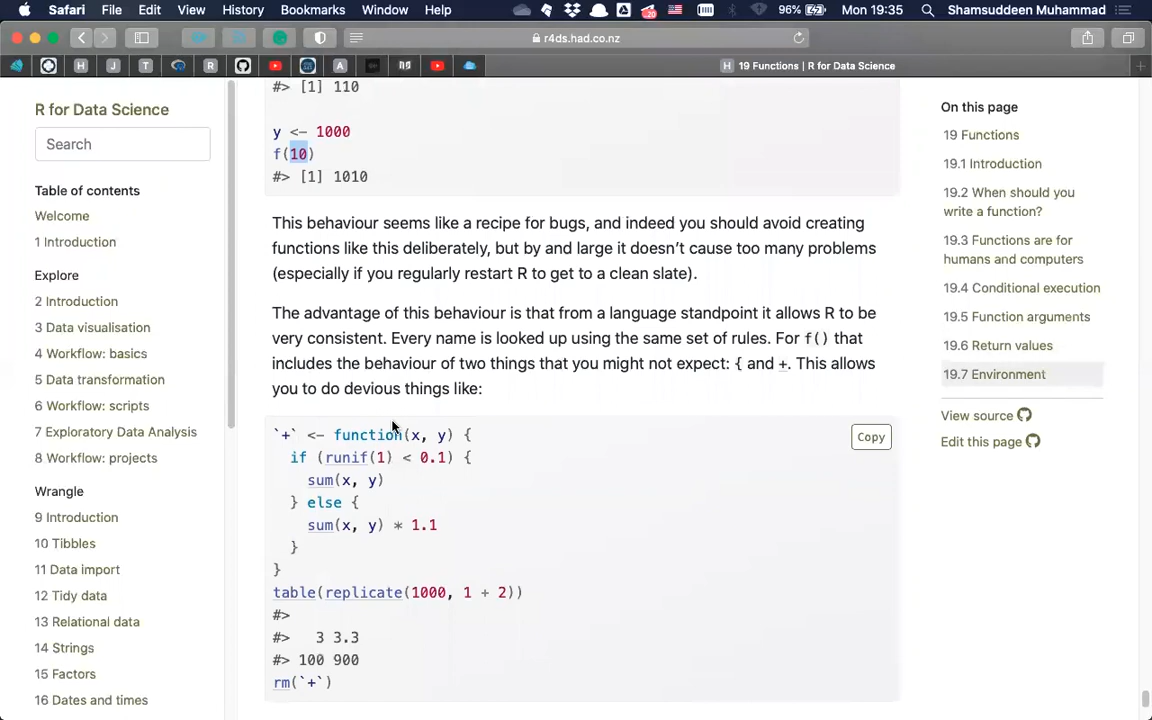 Safari File Edit View History Bookmarks Window Help 96% Mon 19:35 Shamsuddeen Muhammad
r4ds.had.co.nz
19 Functions | R for Data Science
R for Data Science
Search
Table of contents
Welcome
1 Introduction
Explore
2 Introduction
3 Data visualisation
4 Workflow: basics
5 Data transformation
6 Workflow: scripts
7 Exploratory Data Analysis
8 Workflow: projects
Wrangle
9 Introduction
10 Tibbles
11 Data import
12 Tidy data
13 Relational data
14 Strings
15 Factors
16 Dates and times
#> [1] 110
y <- 1000
f(10)
#> [1] 1010
This behaviour seems like a recipe for bugs, and indeed you should avoid creating
functions like this deliberately, but by and large it doesn’t cause too many problems
(especially if you regularly restart R to get to a clean slate).
The advantage of this behaviour is that from a language standpoint it allows R to be
very consistent. Every name is looked up using the same set of rules. For f() that
includes the behaviour of two things that you might not expect: { and +. This allows
you to do devious things like:
`+` <- function(x, y) {
if (runif(1) < 0.1) {
sum(x, y)
} else {
sum(x, y) * 1.1
}
}
table(replicate(1000, 1 + 2))
#>
#> 3 3.3
#> 100 900
rm(`+`)
Copy
On this page
19 Functions
19.1 Introduction
19.2 When should you
write a function?
19.3 Functions are for
humans and computers
19.4 Conditional execution
19.5 Function arguments
19.6 Return values
19.7 Environment
View source
Edit this page